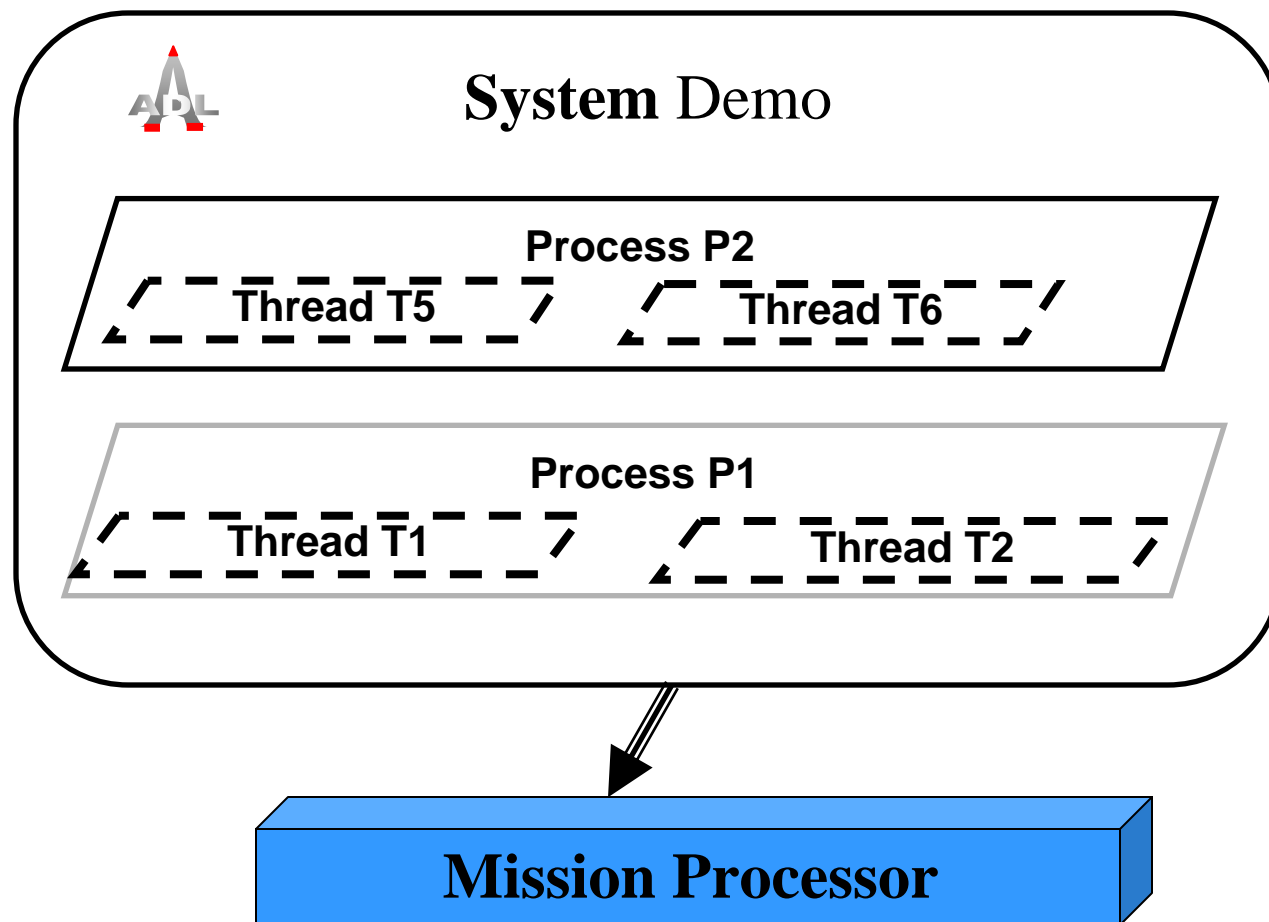 ADL
System Demo
Process P2
Thread T5
Thread T6
Process P1
Thread T1
Thread T2
Mission Processor